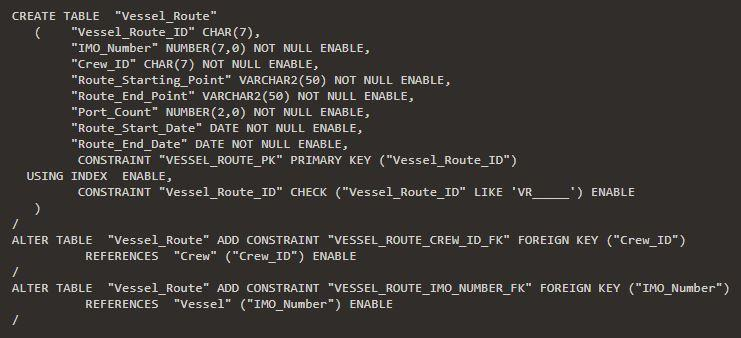 CREATE TABLE  "Vessel_Route"
   (    "Vessel_Route_ID" CHAR(7),
        "IMO_Number" NUMBER(7,0) NOT NULL ENABLE,
        "Crew_ID" CHAR(7) NOT NULL ENABLE,
        "Route_Starting_Point" VARCHAR2(50) NOT NULL ENABLE,
        "Route_End_Point" VARCHAR2(50) NOT NULL ENABLE,
        "Port_Count" NUMBER(2,0) NOT NULL ENABLE,
        "Route_Start_Date" DATE NOT NULL ENABLE,
        "Route_End_Date" DATE NOT NULL ENABLE,
         CONSTRAINT "VESSEL_ROUTE_PK" PRIMARY KEY ("Vessel_Route_ID")
  USING INDEX  ENABLE,
         CONSTRAINT "Vessel_Route_ID" CHECK ("Vessel_Route_ID" LIKE 'VR_____') ENABLE
   )
/
ALTER TABLE  "Vessel_Route" ADD CONSTRAINT "VESSEL_ROUTE_CREW_ID_FK" FOREIGN KEY ("Crew_ID")
          REFERENCES  "Crew" ("Crew_ID") ENABLE
/
ALTER TABLE  "Vessel_Route" ADD CONSTRAINT "VESSEL_ROUTE_IMO_NUMBER_FK" FOREIGN KEY ("IMO_Number")
          REFERENCES  "Vessel" ("IMO_Number") ENABLE
/